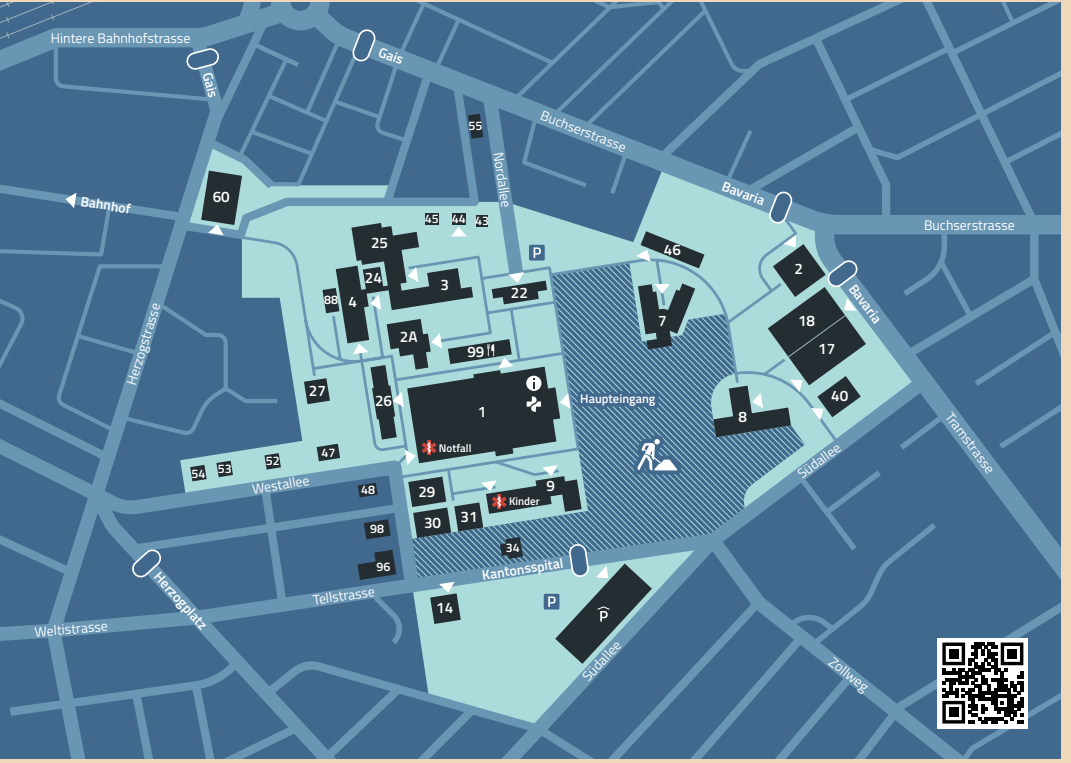 Hintere Bahnhofstrasse
Gais
Gais
55
Buchserstrasse
Nordallee
60
Bahnhof
Bavaria
Buchserstrasse
45
44
43
25
P
46
24
3
2
88
4
22
Bavaria
7
18
2A
99
17
Herzogstrasse
27
26
1
i
Haupteingang
40
8
Notfall
47
54
53
52
Westallee
48
29
9
Kinder
30
31
Südallee
Tramstrasse
98
34
96
Kantonsspital
Herzogplatz
Tellstrasse
14
P
P
Weltistrasse
Südallee
Zollweg